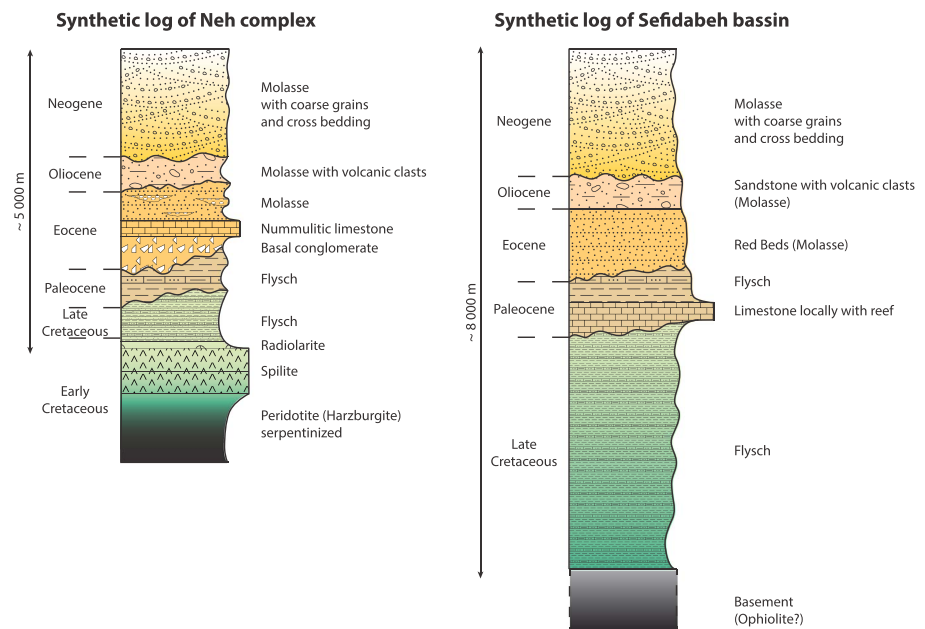 Synthetic log of Neh complex
~ 5 000 m
Neogene
Oliocene
Eocene
Paleocene
Late
Cretaceous
Early
Cretaceous
Molasse
with coarse grains
and cross bedding
Molasse with volcanic clasts
Molasse
Nummulitic limestone
Basal conglomerate
Flysch
Flysch
Radiolarite
Spilite
Peridotite (Harzburgite)
serpentinized
Synthetic log of Sefidabeh bassin
~ 8000 m
Neogene
Oliocene
Eocene
Paleocene
Late
Cretaceous
Molasse
with coarse grains
and cross bedding
Sandstone with volcanic clasts
(Molasse)
Red Beds (Molasse)
Flysch
Limestone locally with reef
Flysch
Basement
(Ophiolite?)